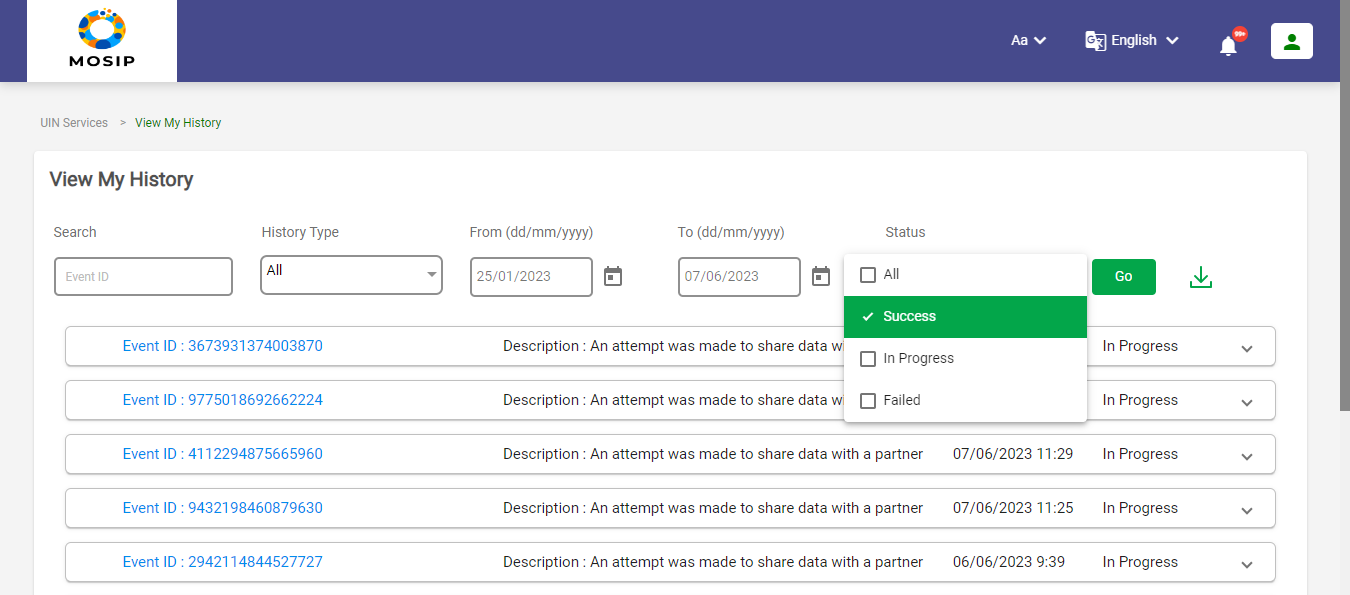 MOSIP
Aa
English
99+
UIN Services > View My History
View My History
Search
History Type
From (dd/mm/yyyy)
To (dd/mm/yyyy)
Status
Event ID
All
25/01/2023
07/06/2023
All
Success
In Progress
Failed
Go
Event ID : 3673931374003870 Description : An attempt was made to share data w In Progress
Event ID : 9775018692662224 Description : An attempt was made to share data w In Progress
Event ID : 4112294875665960 Description : An attempt was made to share data with a partner 07/06/2023 11:29 In Progress
Event ID : 9432198460879630 Description : An attempt was made to share data with a partner 07/06/2023 11:25 In Progress
Event ID : 2942114844527727 Description : An attempt was made to share data with a partner 06/06/2023 9:39 In Progress